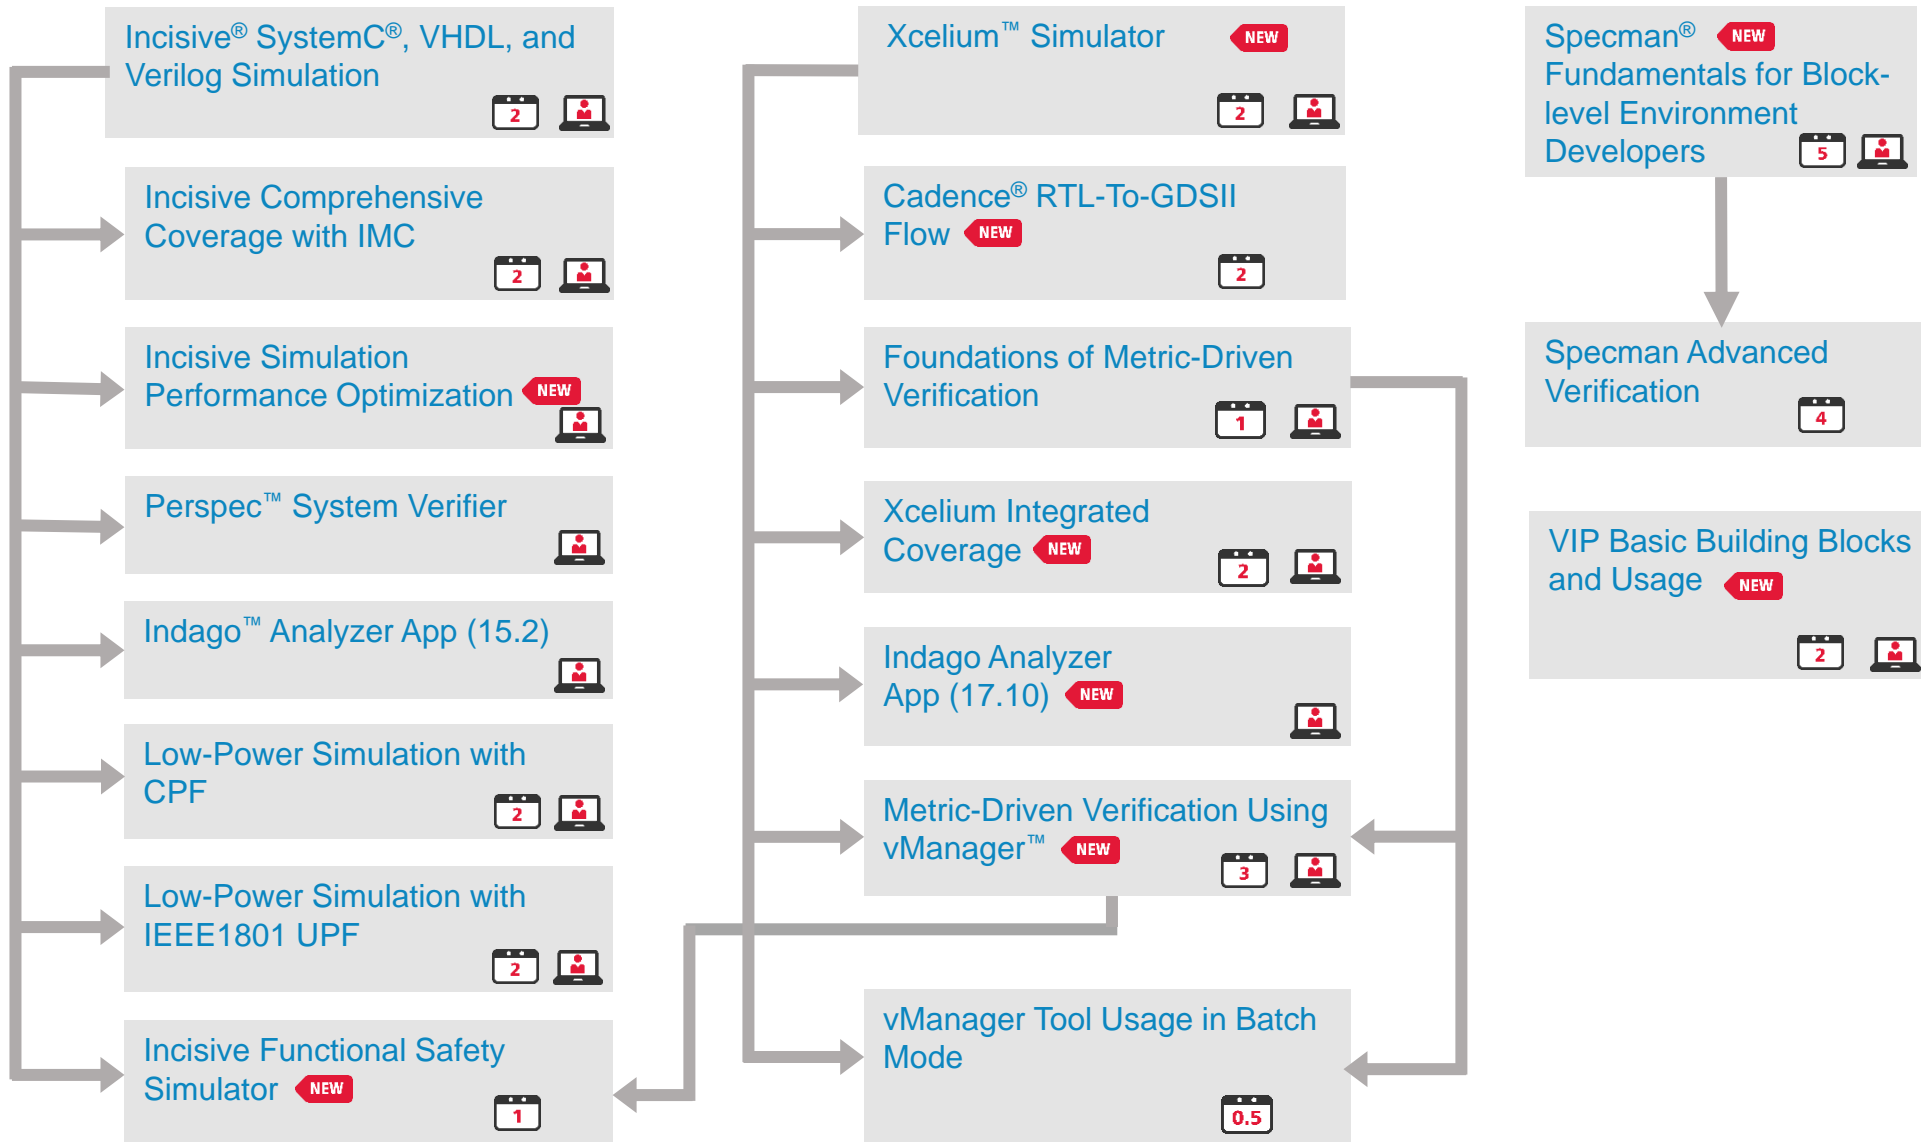 Incisive® SystemC®, VHDL, and
Verilog Simulation
2
Incisive Comprehensive
Coverage with IMC
2
Incisive Simulation
Performance Optimization NEW
Perspec™ System Verifier
Indago™ Analyzer App (15.2)
Low-Power Simulation with
CPF
2
Low-Power Simulation with
IEEE1801 UPF
2
Incisive Functional Safety
Simulator NEW
1
Xcelium™ Simulator NEW
2
Cadence® RTL-To-GDSII
Flow NEW
2
Foundations of Metric-Driven
Verification
1
Xcelium Integrated
Coverage NEW
2
Indago Analyzer
App (17.10) NEW
Metric-Driven Verification Using
vManager™ NEW
3
vManager Tool Usage in Batch
Mode
0.5
Specman® NEW
Fundamentals for Block-
level Environment
Developers
5
Specman Advanced
Verification
4
VIP Basic Building Blocks
and Usage NEW
2